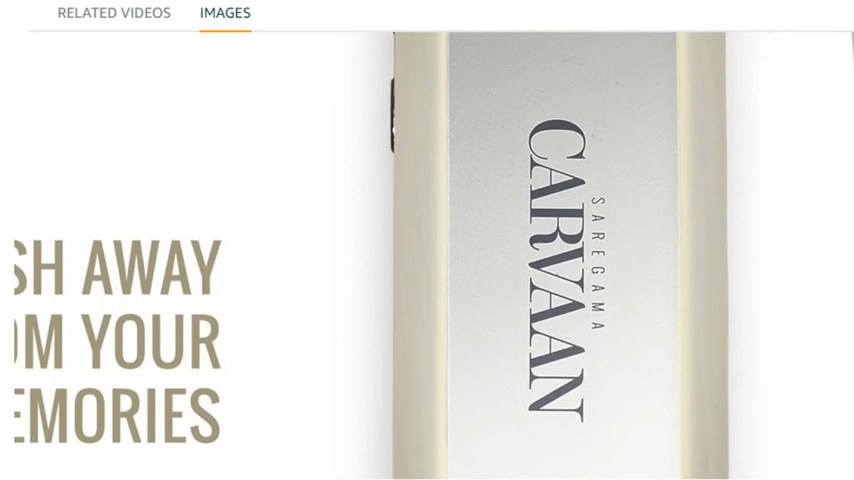 RELATED VIDEOS
IMAGES
SH AWAY
OM YOUR
EMORIES
SAREGAMA
CARVAAN